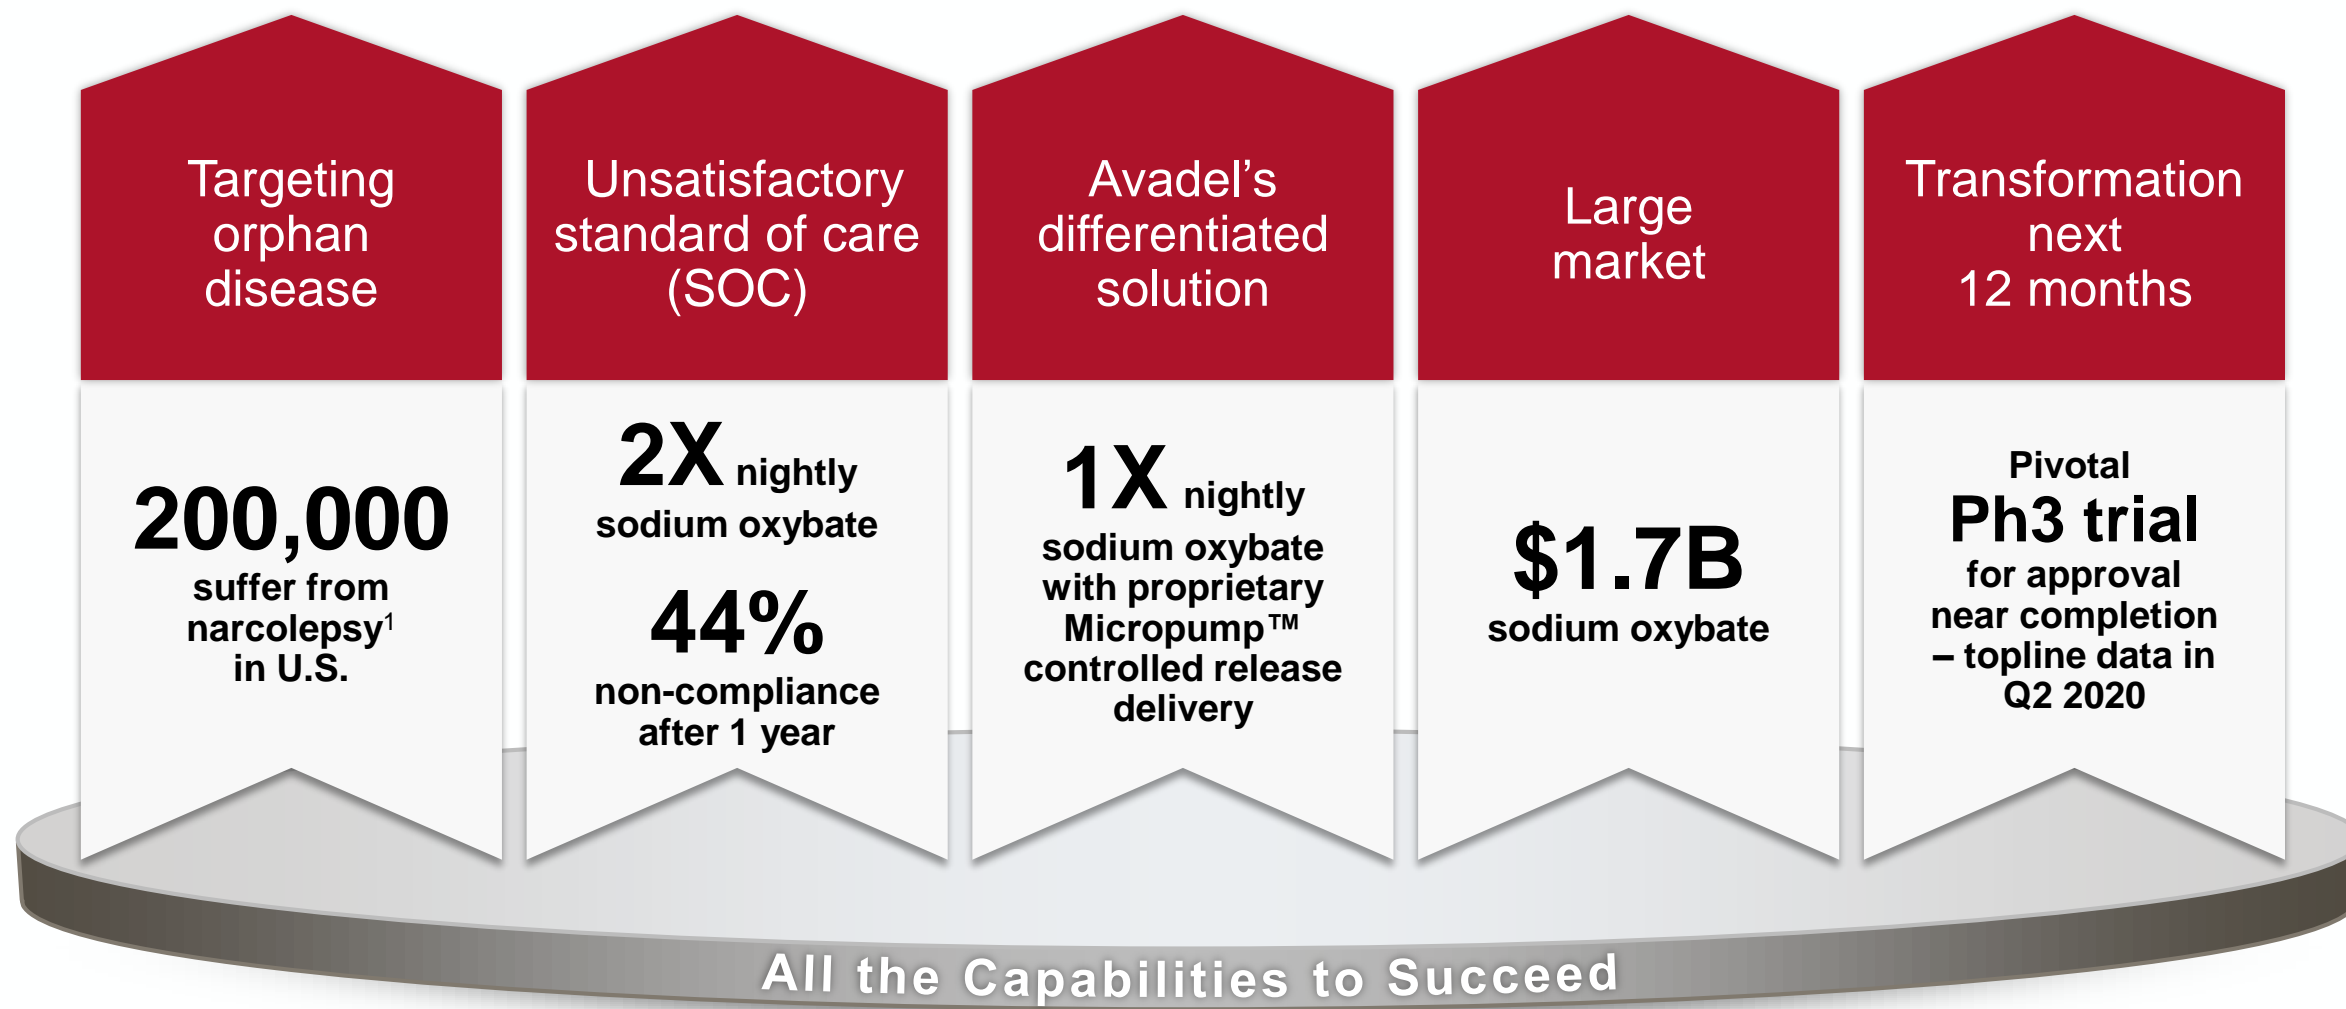 Targeting
orphan
disease
200,000
suffer from
narcolepsy¹
in U.S.
Unsatisfactory
standard of care
(SOC)
2X nightly
sodium oxybate
44%
non-compliance
after 1 year
Avadel’s
differentiated
solution
1X nightly
sodium oxybate
with proprietary
Micropump™
controlled release
delivery
Large
market
$1.7B
sodium oxybate
Transformation
next
12 months
Pivotal
Ph3 trial
for approval
near completion
– topline data in
Q2 2020
All the Capabilities to Succeed